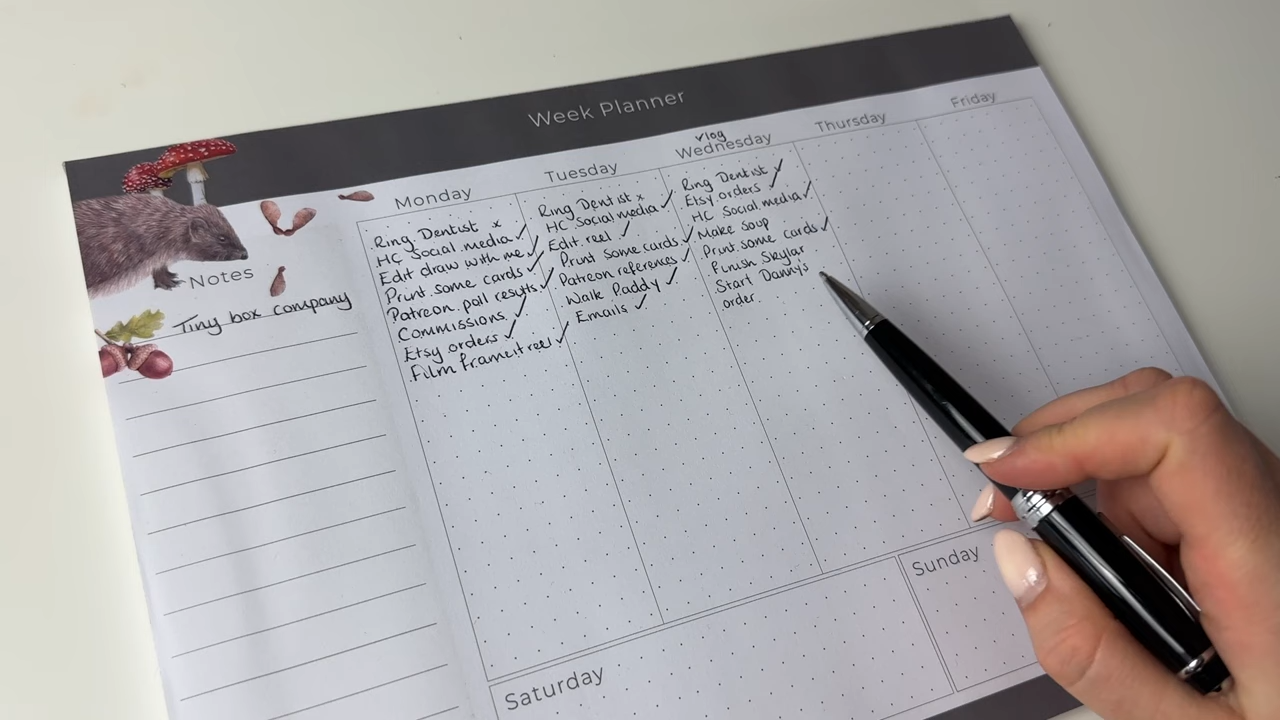 Week Planner
Notes
Tiny box company
Monday
Ring Dentist x
HC Social media ✓
Edit draw with me ✓
Print some cards ✓
Patreon poll results ✓
Commissions ✓
Etsy orders ✓
Film frame it reel ✓
Tuesday
Ring Dentist x
HC Social media ✓
Edit reel ✓
Print some cards ✓
Patreon references ✓
Walk Paddy ✓
Emails ✓
vlog
Wednesday
Ring Dentist ✓
Etsy orders ✓
HC Social media ✓
Make soup
Print some cards ✓
Finish Skylar
Start Danny's
order
Thursday
Friday
Saturday
Sunday